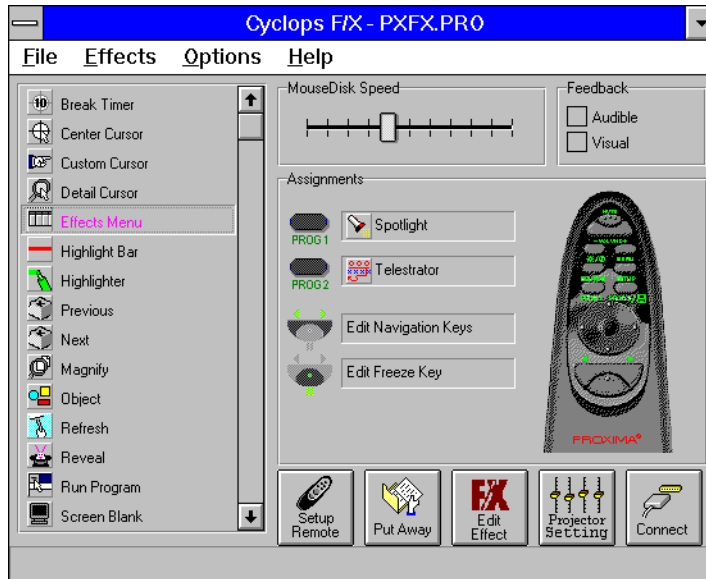 Cyclops F/X - PXFX.PRO
File Effects Options Help
10
Break Timer
Center Cursor
Custom Cursor
Detail Cursor
Effects Menu
Highlight Bar
Highlighter
Previous
Next
Magnify
Object
Refresh
Reveal
Run Program
Screen Blank
MouseDisk Speed
Feedback
Audible
Visual
Assignments
PROG 1
Spotlight
PROG 2
Telestrator
Edit Navigation Keys
Edit Freeze Key
MUTE
PROXIMA®
Setup
Remote
Put Away
F/X
Edit
Effect
Projector
Setting
Connect